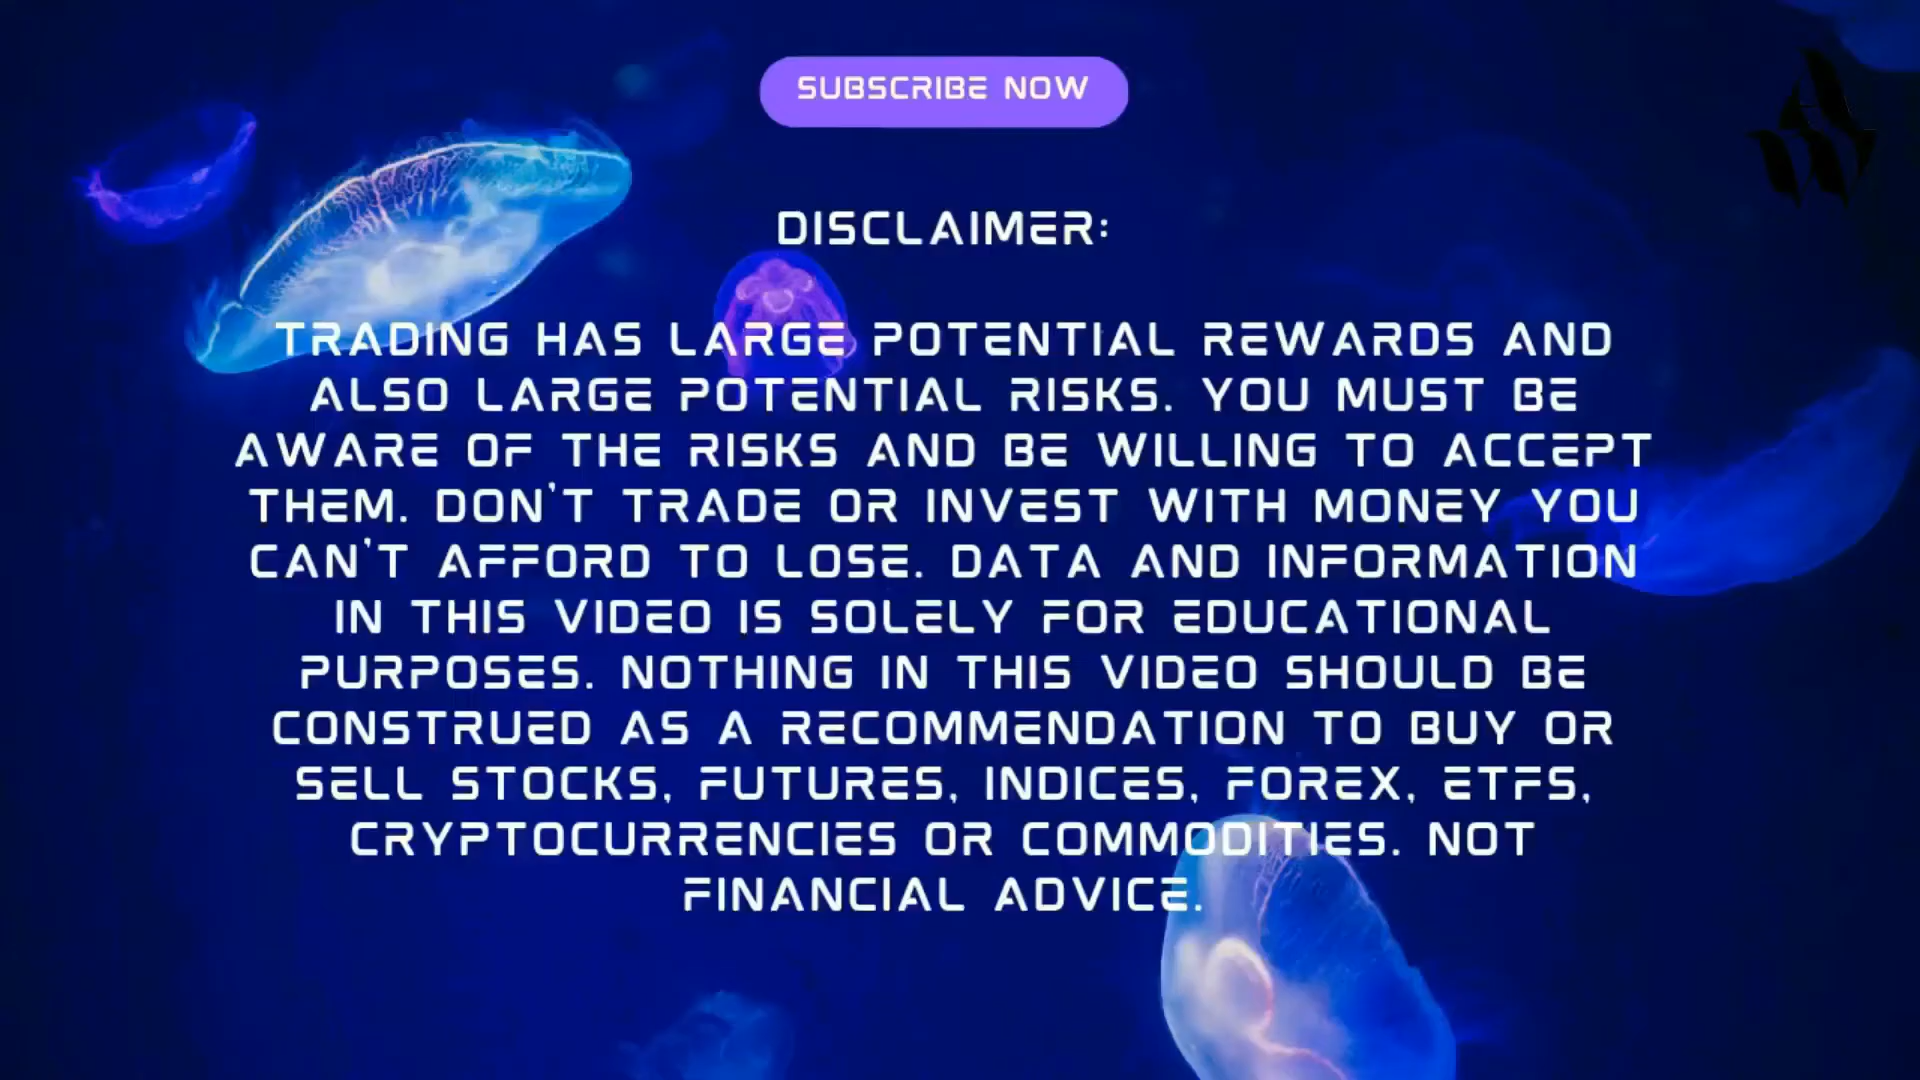 SUBSCRIBE NOW
DISCLAIMER:
TRADING HAS LARGE POTENTIAL REWARDS AND
ALSO LARGE POTENTIAL RISKS. YOU MUST BE
AWARE OF THE RISKS AND BE WILLING TO ACCEPT
THEM. DON'T TRADE OR INVEST WITH MONEY YOU
CAN'T AFFORD TO LOSE. DATA AND INFORMATION
IN THIS VIDEO IS SOLELY FOR EDUCATIONAL
PURPOSES. NOTHING IN THIS VIDEO SHOULD BE
CONSTRUED AS A RECOMMENDATION TO BUY OR
SELL STOCKS, FUTURES, INDICES, FOREX, ETFS,
CRYPTOCURRENCIES OR COMMODITIES. NOT
FINANCIAL ADVICE.